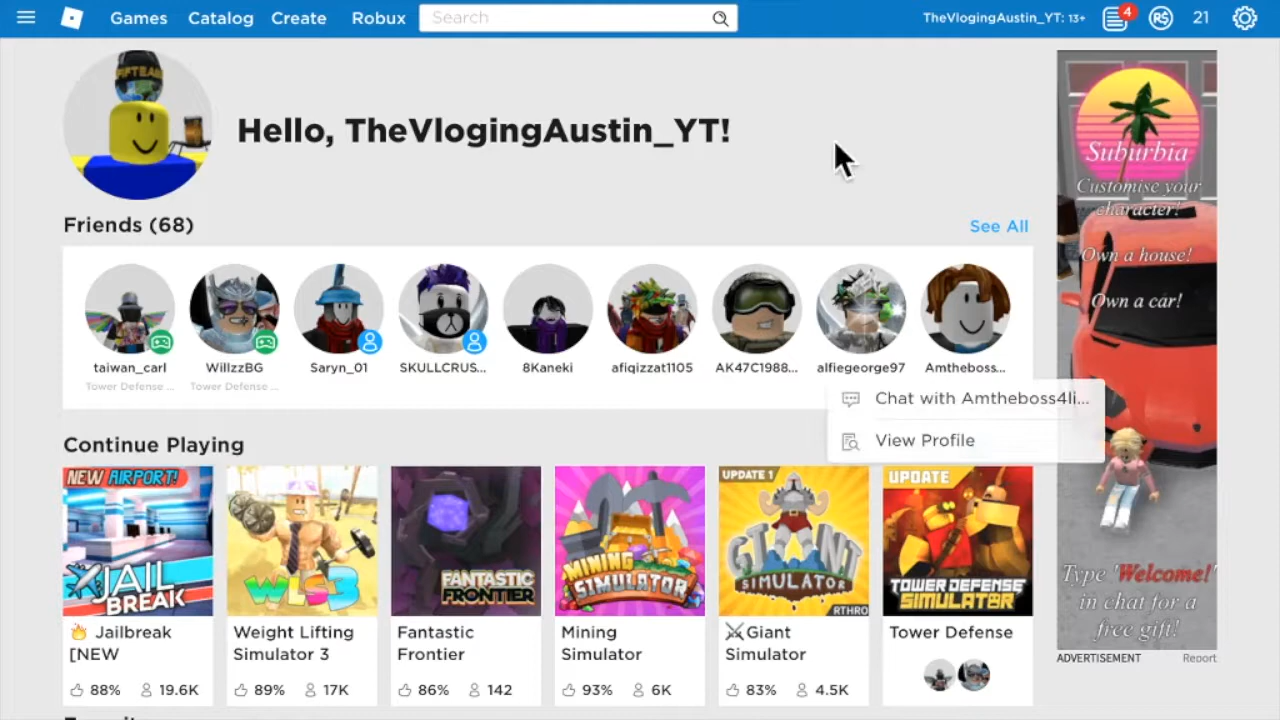 Games Catalog Create Robux Search TheVlogingAustin_YT: 13+ 4 R$ 21
Hello, TheVlogingAustin_YT!
Friends (68)
See All
taiwan_carl
Tower Defense ...
WillzzBG
Tower Defense ...
Saryn_01
SKULLCRUS...
8Kaneki
afiqizzat1105
AK47C1988...
alfiegeorge97
Amtheboss...
Chat with Amtheboss4li...
View Profile
Continue Playing
NEW AIRPORT!
JAIL
BREAK
🔥 Jailbreak
[NEW
88% 19.6K
WLS3
Weight Lifting
Simulator 3
89% 17K
FANTASTIC
FRONTIER
Fantastic
Frontier
86% 142
MINING
SIMULATOR
Mining
Simulator
93% 6K
UPDATE 1
GIANT
SIMULATOR
RTHRO
⚔Giant
Simulator
83% 4.5K
UPDATE
TOWER DEFENSE
SIMULATOR
Tower Defense
Suburbia
Customise your
character!
Own a house!
Own a car!
Type 'Welcome!'
in chat for a
free gift!
ADVERTISEMENT Report